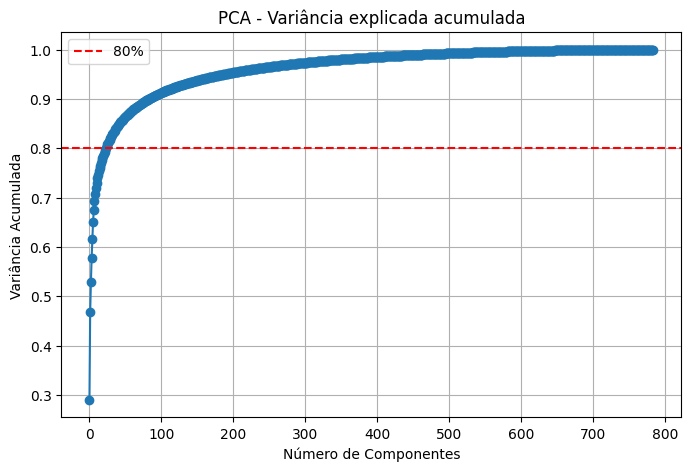 PCA - Variância explicada acumulada
80%
1.0
0.9
0.8
0.7
0.6
0.5
0.4
0.3
Variância Acumulada
0 100 200 300 400 500 600 700 800
Número de Componentes